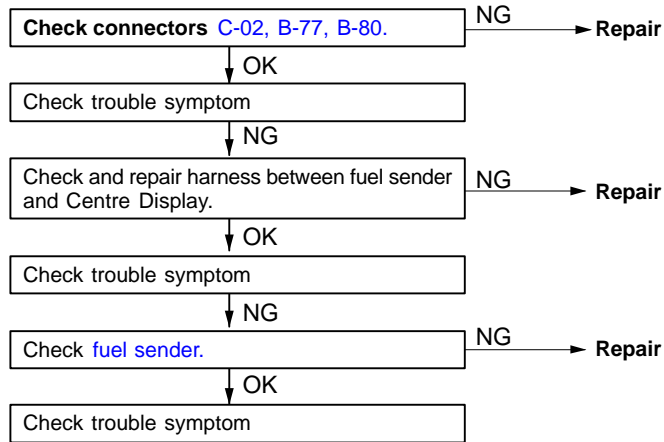 Check connectors C-02, B-77, B-80.
NG
Repair
OK
Check trouble symptom
NG
Check and repair harness between fuel sender
and Centre Display.
NG
Repair
OK
Check trouble symptom
NG
Check fuel sender.
NG
Repair
OK
Check trouble symptom